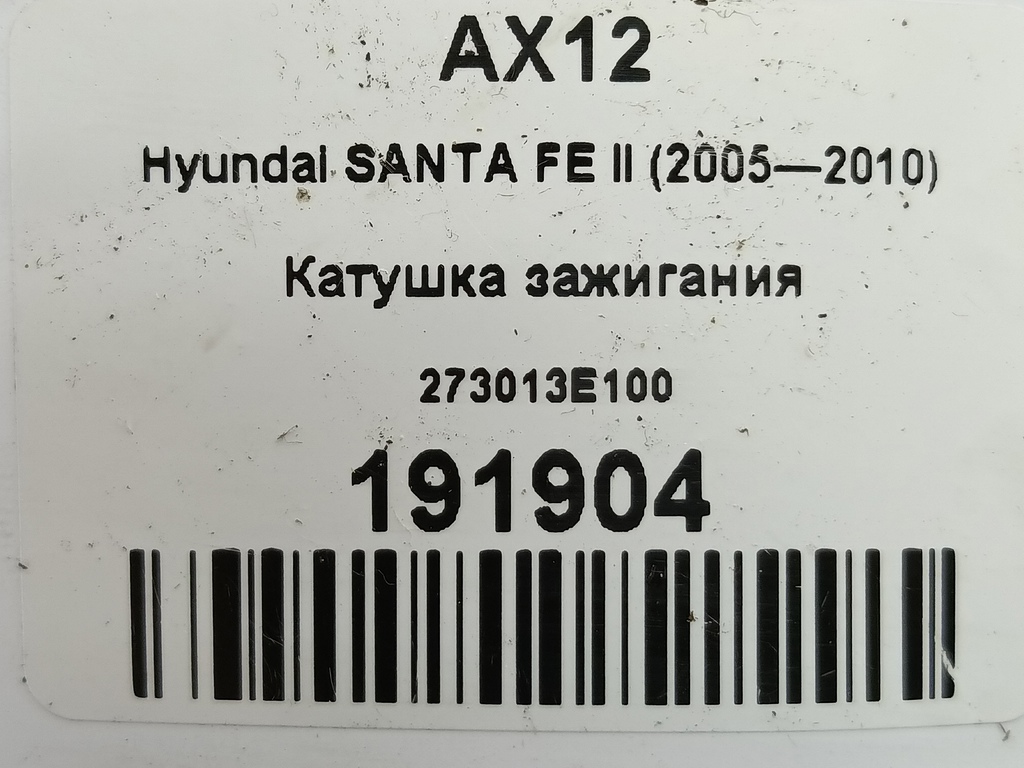 AX12
Hyundai SANTA FE II (2005—2010)
Катушка зажигания
273013E100
191904